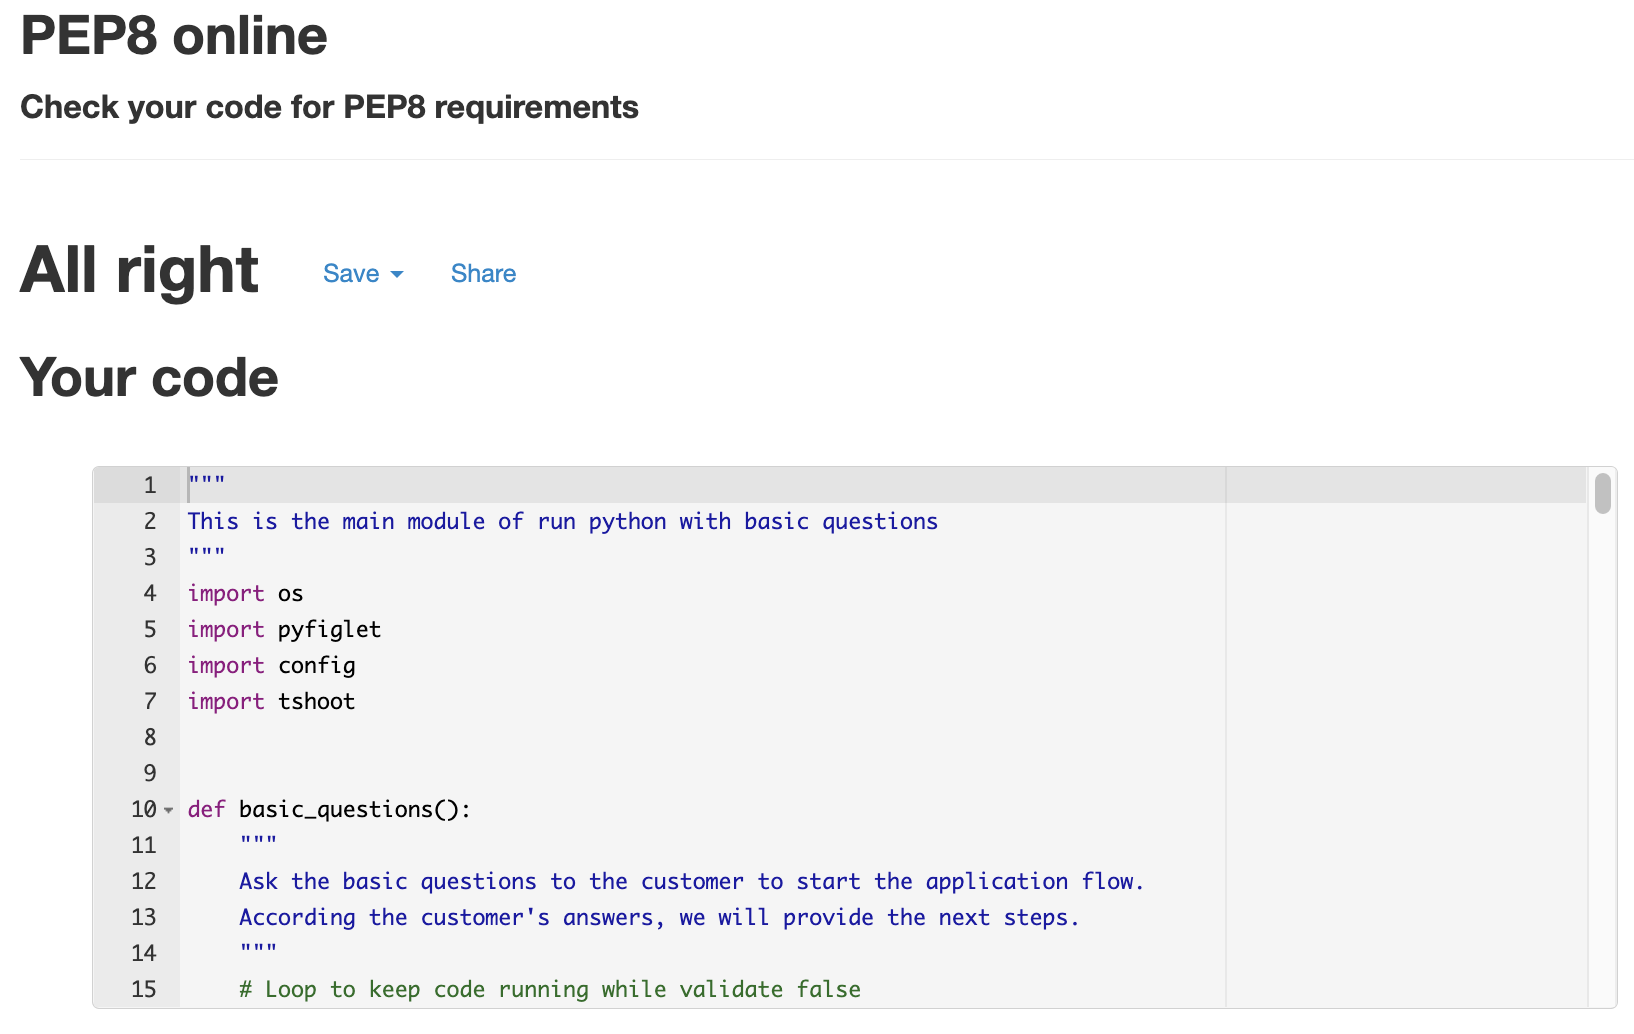 PEP8 online
Check your code for PEP8 requirements
All right Save Share
Your code
1 """
2 This is the main module of run python with basic questions
3 """
4 import os
5 import pyfiglet
6 import config
7 import tshoot
8
9
10 def basic_questions():
11     """
12     Ask the basic questions to the customer to start the application flow.
13     According the customer's answers, we will provide the next steps.
14     """
15     # Loop to keep code running while validate false